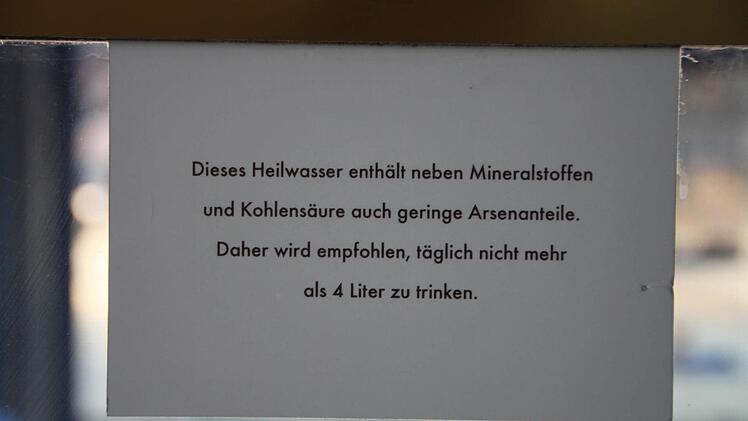 Dieses Heilwasser enthält neben Mineralstoffen
und Kohlensäure auch geringe Arsenanteile.
Daher wird empfohlen, täglich nicht mehr
als 4 Liter zu trinken.